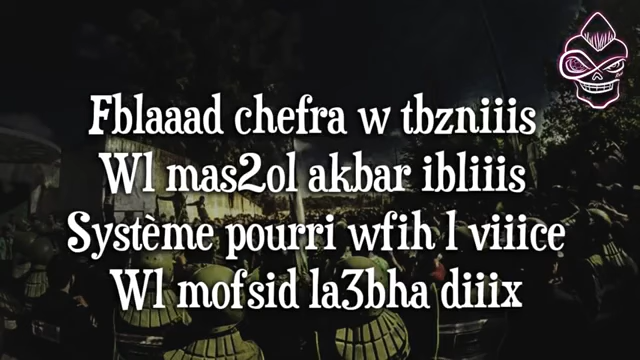 Fblaaad chefra w tbzniiis
Wl mas2ol akbar ibliiis
Système pourri wfih l viiice
Wl mofsid la3bha diiix